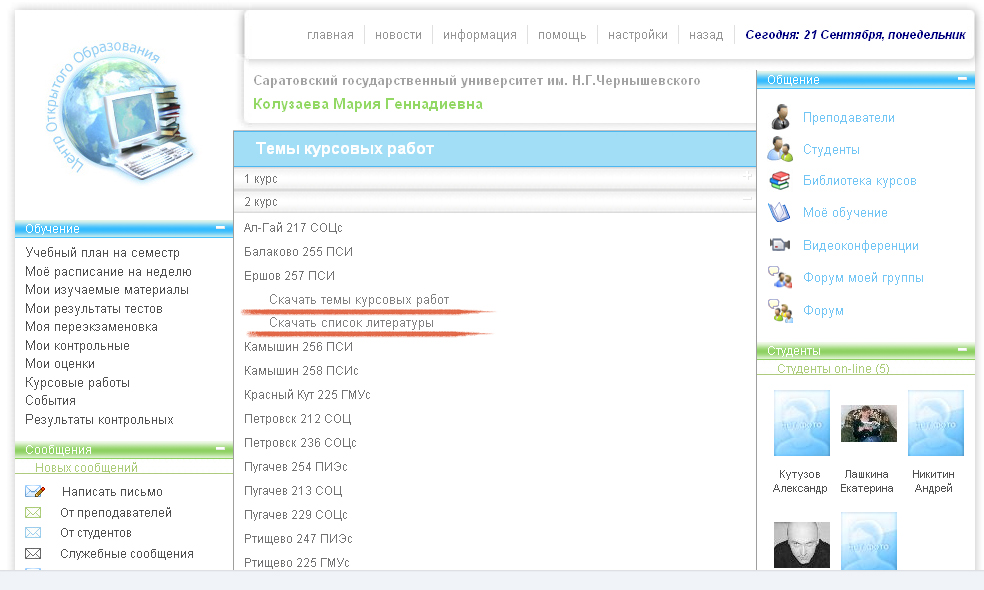 главная новости информация помощь настройки назад Сегодня: 21 Сентября, понедельник
Центр Открытого Образования
Саратовский государственный университет им. Н.Г.Чернышевского
Колузаева Мария Геннадиевна
Обучение
Учебный план на семестр
Моё расписание на неделю
Мои изучаемые материалы
Мои результаты тестов
Моя переэкзаменовка
Мои контрольные
Мои оценки
Курсовые работы
События
Результаты контрольных
Сообщения
Новых сообщений
Написать письмо
От преподавателей
От студентов
Служебные сообщения
Темы курсовых работ
1 курс
2 курс
Ал-Гай 217 СОЦс
Балаково 255 ПСИ
Ершов 257 ПСИ
Скачать темы курсовых работ
Скачать список литературы
Камышин 256 ПСИ
Камышин 258 ПСИс
Красный Кут 225 ГМУс
Петровск 212 СОЦ
Петровск 236 СОЦс
Пугачев 254 ПИЭс
Пугачев 213 СОЦ
Пугачев 229 СОЦс
Ртищево 247 ПИЭс
Ртищево 225 ГМУс
Общение
Преподаватели
Студенты
Библиотека курсов
Моё обучение
Видеоконференции
Форум моей группы
Форум
Студенты
Студенты on-line (5)
Нет фото
Нет фото
Кутузов Александр
Лашкина Екатерина
Никитин Андрей
Нет фото